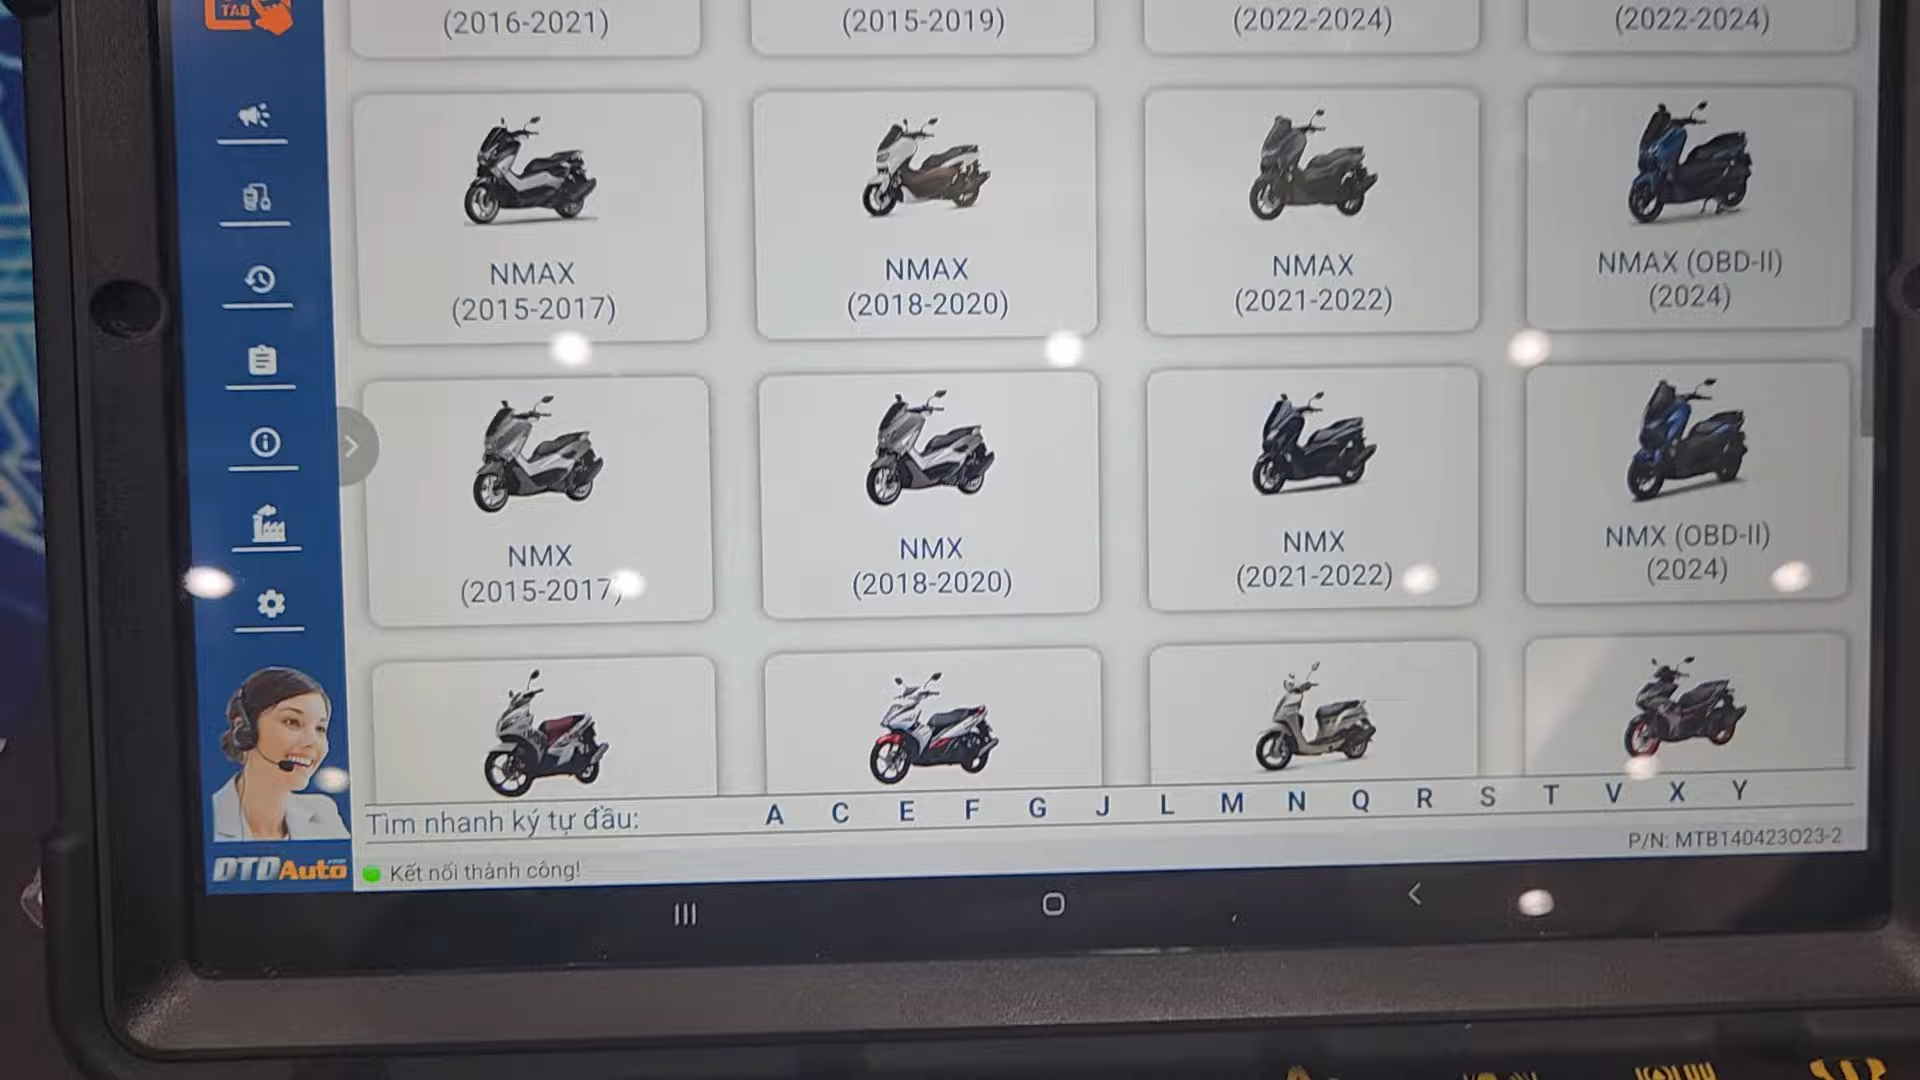 TAB
(2016-2021)
(2015-2019)
(2022-2024)
(2022-2024)
NMAX
(2015-2017)
NMAX
(2018-2020)
NMAX
(2021-2022)
NMAX (OBD-II)
(2024)
NMX
(2015-2017)
NMX
(2018-2020)
NMX
(2021-2022)
NMX (OBD-II)
(2024)
Tìm nhanh ký tự đầu: A C E F G J L M N Q R S T V X Y
P/N: MTB140423023-2
DTDAuto
Kết nối thành công!